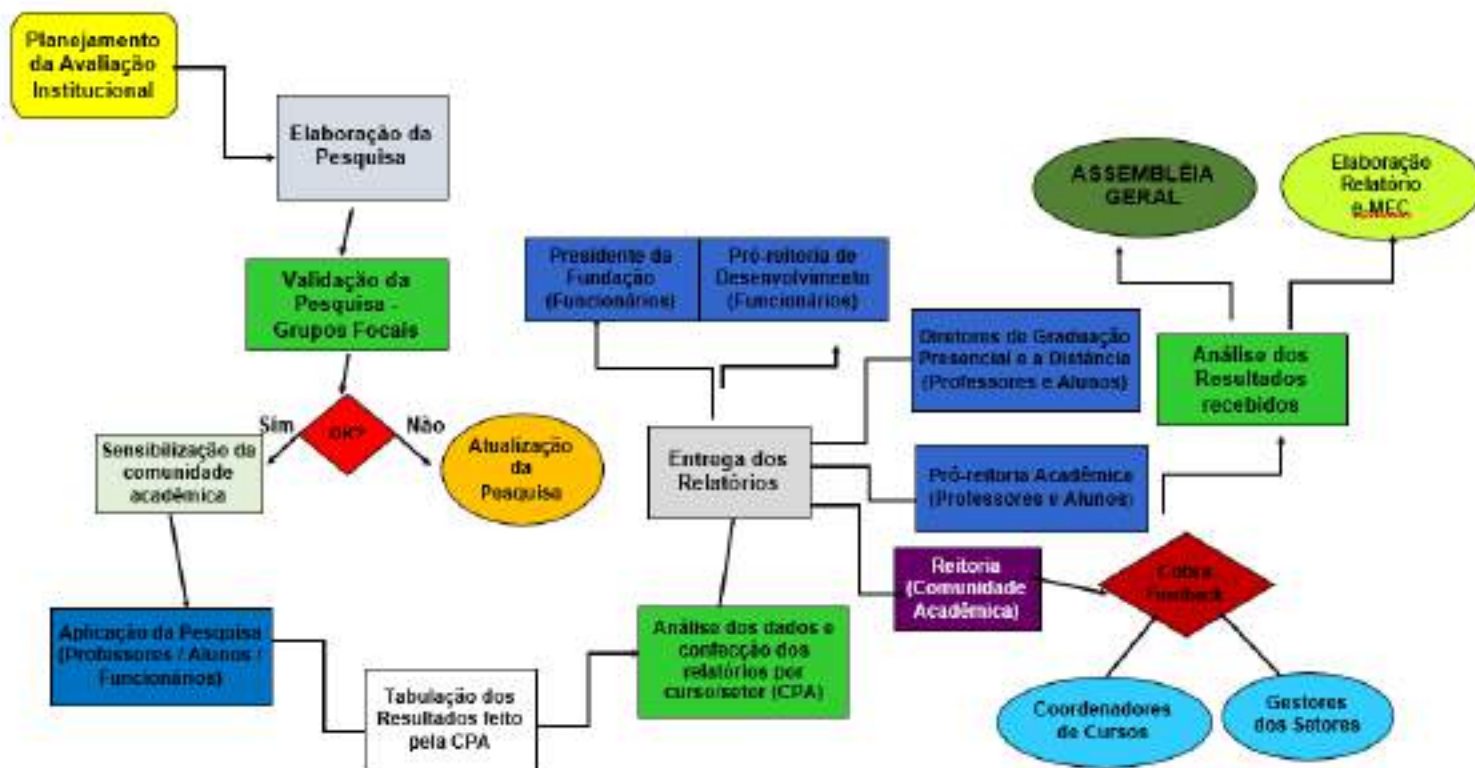 Planejamento
da Avaliação
Institucional
Elaboração da
Pesquisa
Validação da
Pesquisa -
Grupos Focais
Sim
OK?
Não
Sensibilização da
comunidade
acadêmica
Atualização
da
Pesquisa
Aplicação da Pesquisa
(Professores / Alunos /
Funcionários)
Tabulação dos
Resultados feito
pela CPA
Análise dos dados e
confecção dos
relatórios por
curso/setor (CPA)
Entrega dos
Relatórios
Presidente da
Fundação
(Funcionários)
Pró-reitoria de
Desenvolvimento
(Funcionários)
Diretores de Graduação
Presencial e a Distância
(Professores e Alunos)
Pró-reitoria Acadêmica
(Professores e Alunos)
Reitoria
(Comunidade
Acadêmica)
Cobra
Feedback
Coordenadores
de Cursos
Gestores
dos Setores
Análise dos
Resultados
recebidos
ASSEMBLÉIA
GERAL
Elaboração
Relatório
e-MEC